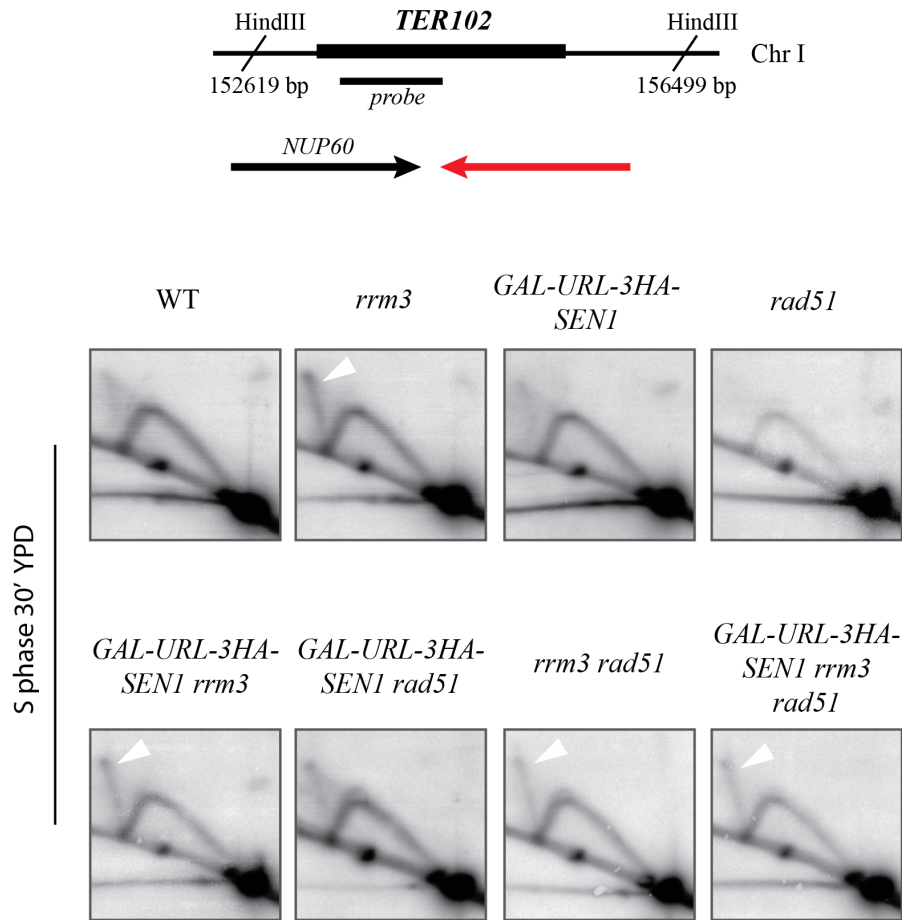 HindIII TER102 HindIII
Chr I
152619 bp probe 156499 bp
NUP60
WT rrm3 GAL-URL-3HA-
SEN1 rad51
S phase 30' YPD
GAL-URL-3HA-
SEN1 rrm3
GAL-URL-3HA-
SEN1 rad51
rrm3 rad51
GAL-URL-3HA-
SEN1 rrm3
rad51